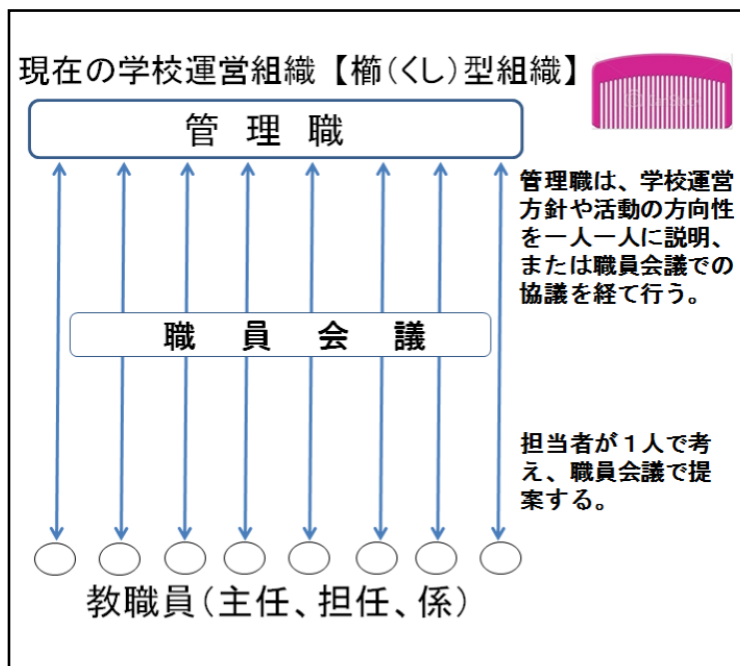 現在の学校運営組織【櫛(くし)型組織】
管理職
管理職は、学校運営
方針や活動の方向性
を一人一人に説明、
または職員会議での
協議を経て行う。
職員会議
担当者が１人で考
え、職員会議で提
案する。
教職員(主任、担任、係)